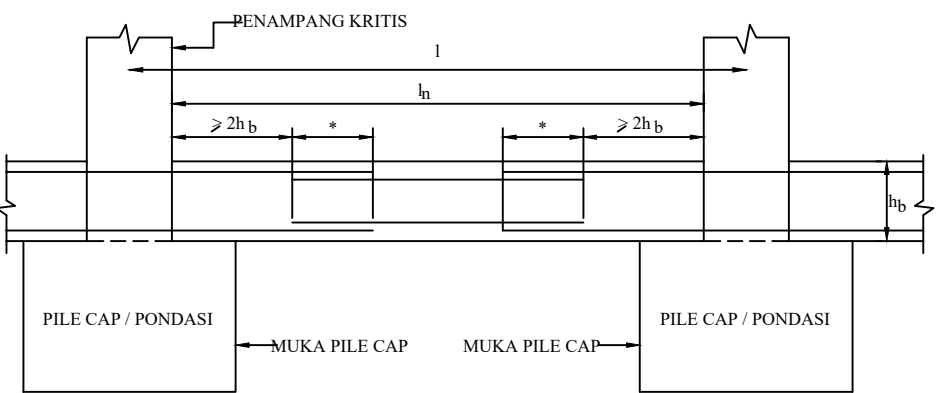 PENAMPANG KRITIS
l
ln
⩾ 2h b
*
*
⩾ 2h b
hb
PILE CAP / PONDASI
PILE CAP / PONDASI
MUKA PILE CAP
MUKA PILE CAP